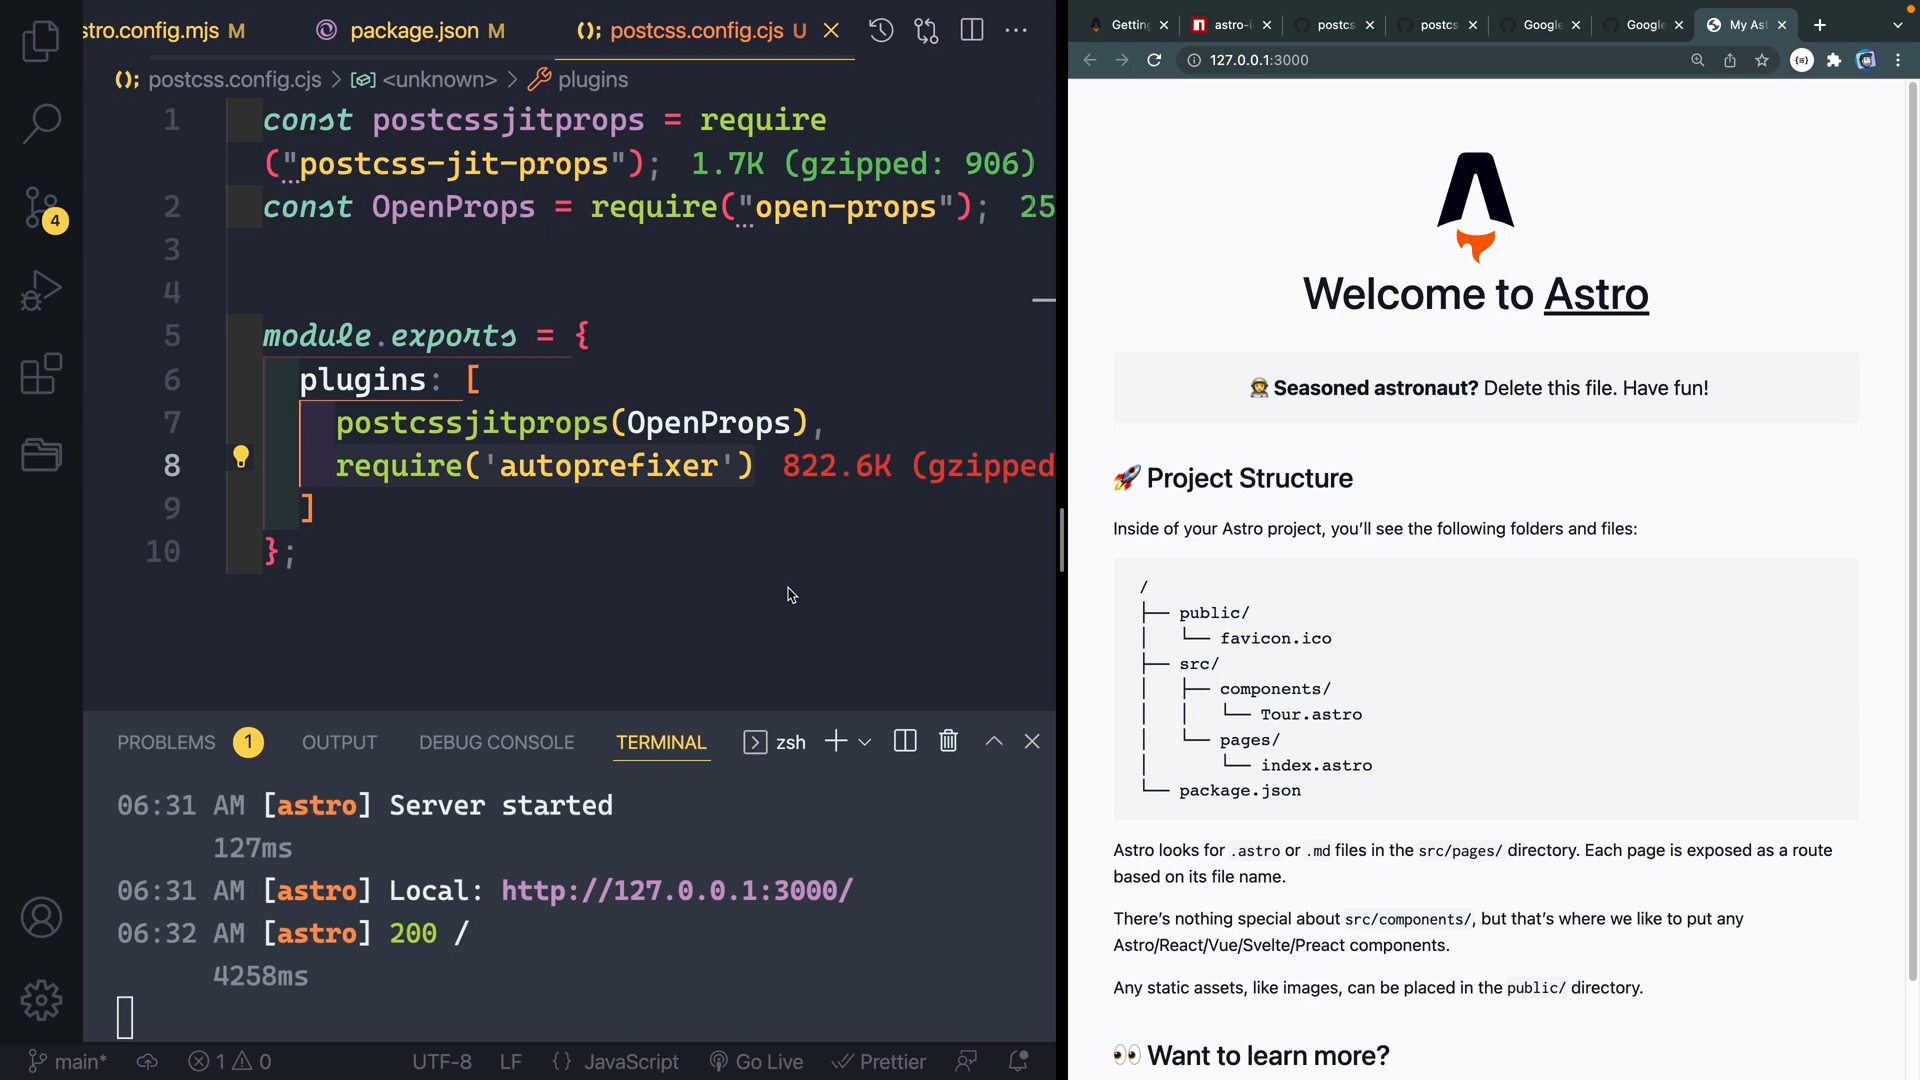 stro.config.mjs M
package.json M
(); postcss.config.cjs U
(); postcss.config.cjs > <unknown> > plugins
1 const postcssjitprops = require
("postcss-jit-props"); 1.7K (gzipped: 906)
2 const OpenProps = require("open-props"); 25
3
4
5 module.exports = {
6 plugins: [
7 postcssjitprops(OpenProps),
8 require('autoprefixer') 822.6K (gzipped
9 ]
10 };
4
PROBLEMS 1 OUTPUT DEBUG CONSOLE TERMINAL zsh
06:31 AM [astro] Server started
127ms
06:31 AM [astro] Local: http://127.0.0.1:3000/
06:32 AM [astro] 200 /
4258ms
main* 1 0 UTF-8 LF {} JavaScript Go Live Prettier
Getting astro-i postcs postcs Google Google My Ast
127.0.0.1:3000
Welcome to Astro
Seasoned astronaut? Delete this file. Have fun!
Project Structure
Inside of your Astro project, you’ll see the following folders and files:
/
├── public/
│ └── favicon.ico
├── src/
│ ├── components/
│ │ └── Tour.astro
│ └── pages/
│ └── index.astro
└── package.json
Astro looks for .astro or .md files in the src/pages/ directory. Each page is exposed as a route
based on its file name.
There’s nothing special about src/components/, but that’s where we like to put any
Astro/React/Vue/Svelte/Preact components.
Any static assets, like images, can be placed in the public/ directory.
Want to learn more?